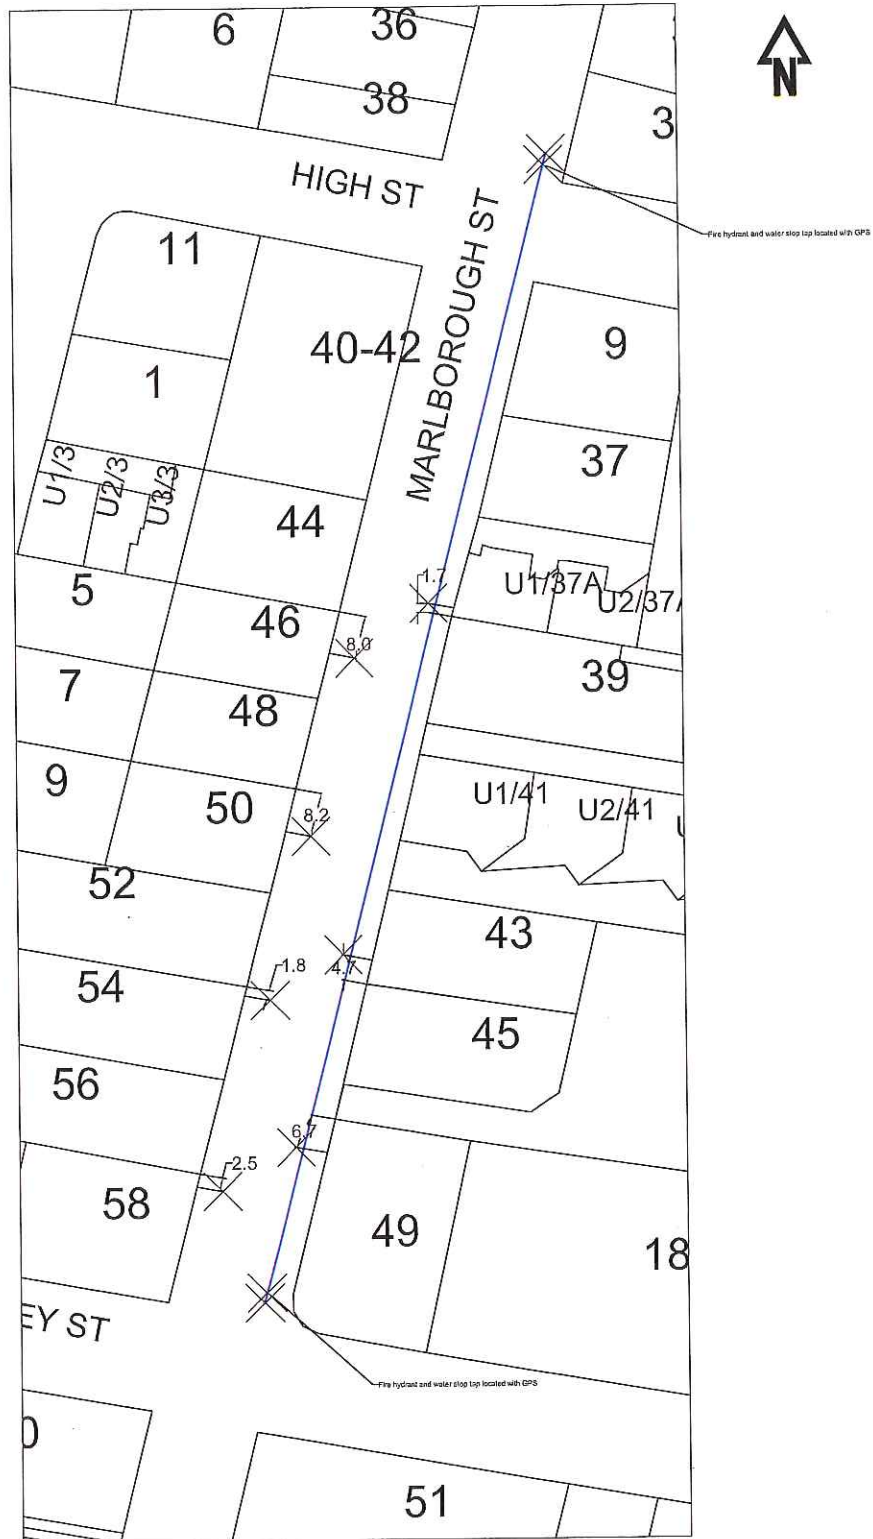 6
36
38
3
N
HIGH ST
MARLBOROUGH ST
Fire hydrant and water stop tap located with GPS
11
40-42
9
1
37
U1/3
U2/3
U3/3
44
5
1.7
U1/37A
U2/37A
46
8.0
39
7
48
9
50
8.2
U1/41
U2/41
52
43
54
1.8
4.7
45
56
6.7
2.5
58
49
18
EY ST
Fire hydrant and water stop tap located with GPS
0
51